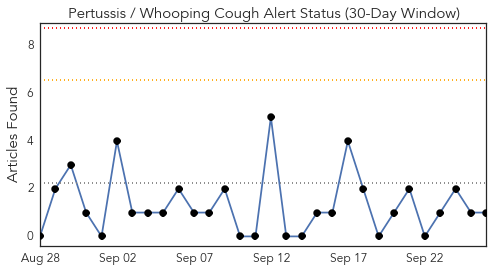 Pertussis / Whooping Cough Alert Status (30-Day Window)
Articles Found
8
6
4
2
0
Aug 28 Sep 02 Sep 07 Sep 12 Sep 17 Sep 22